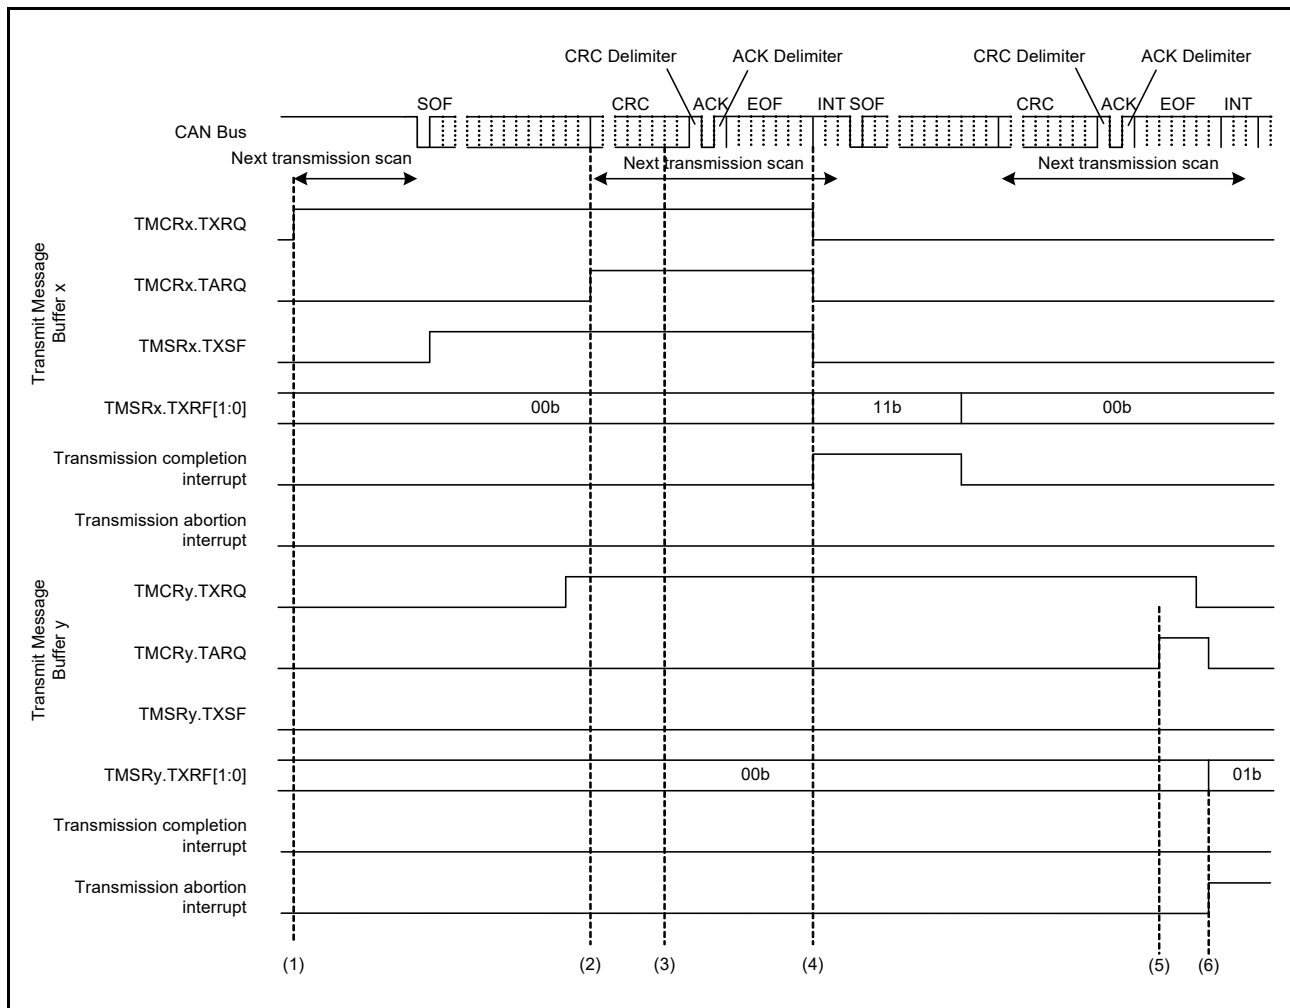 CRC Delimiter ACK Delimiter CRC Delimiter ACK Delimiter
SOF CRC ACK EOF INT SOF CRC ACK EOF INT
CAN Bus
Next transmission scan Next transmission scan Next transmission scan
Transmit Message
Buffer x
TMCRx.TXRQ
TMCRx.TARQ
TMSRx.TXSF
TMSRx.TXRF[1:0] 00b 11b 00b
Transmission completion
interrupt
Transmission abortion
interrupt
Transmit Message
Buffer y
TMCRy.TXRQ
TMCRy.TARQ
TMSRy.TXSF
TMSRy.TXRF[1:0] 00b 01b
Transmission completion
interrupt
Transmission abortion
interrupt
(1) (2) (3) (4) (5) (6)